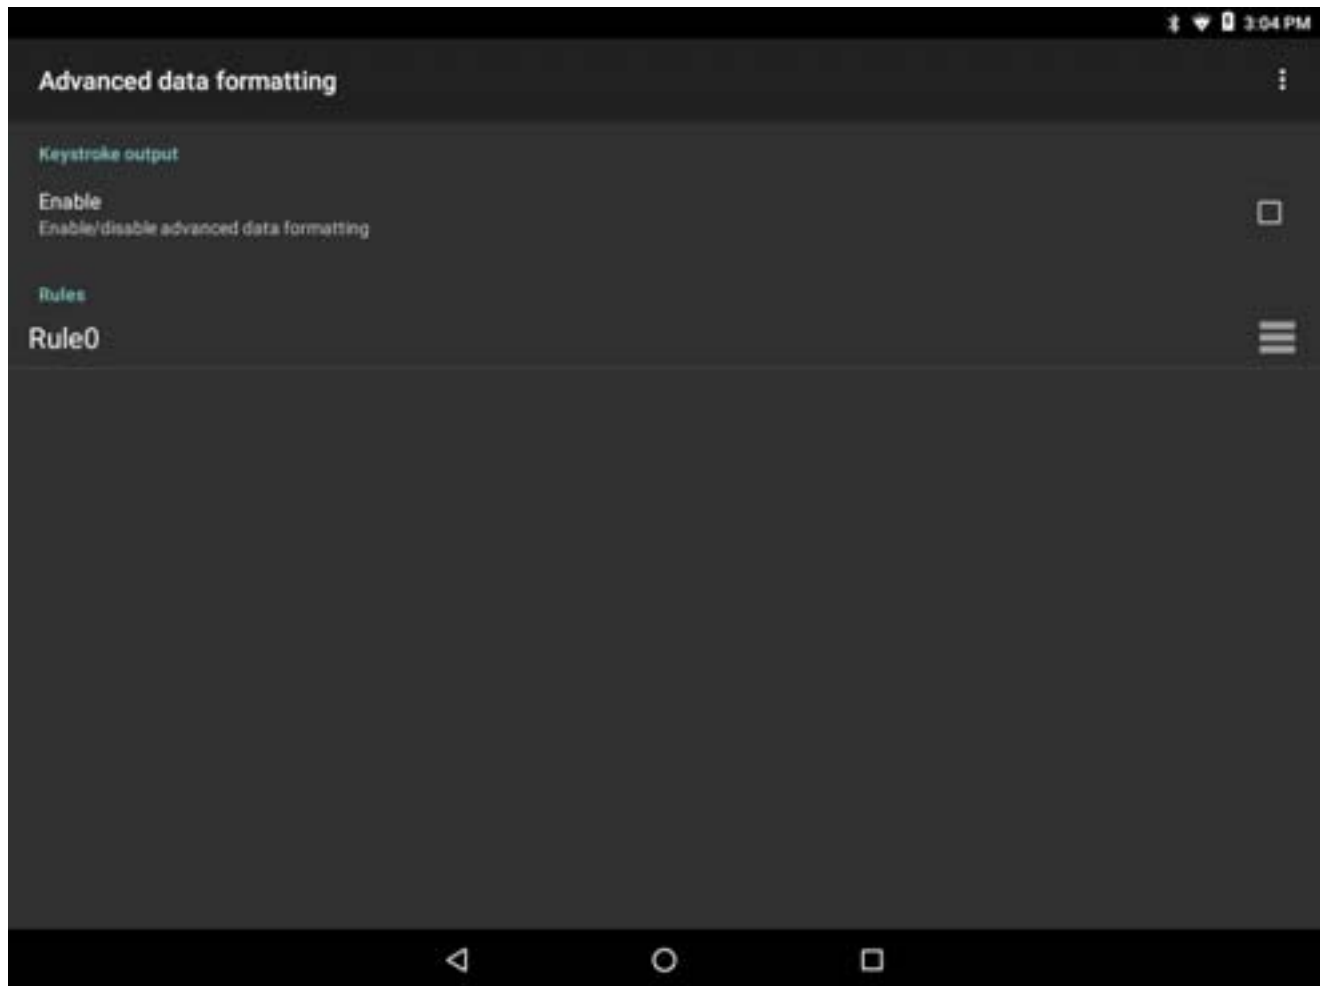 3:04 PM
Advanced data formatting
Keystroke output
Enable
Enable/disable advanced data formatting
Rules
Rule0